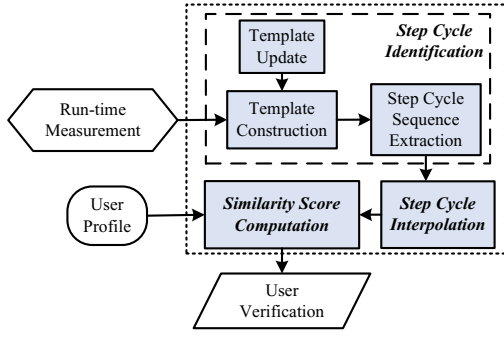 Template
Update
Step Cycle
Identification
Run-time
Measurement
Template
Construction
Step Cycle
Sequence
Extraction
User
Profile
Similarity Score
Computation
Step Cycle
Interpolation
User
Verification